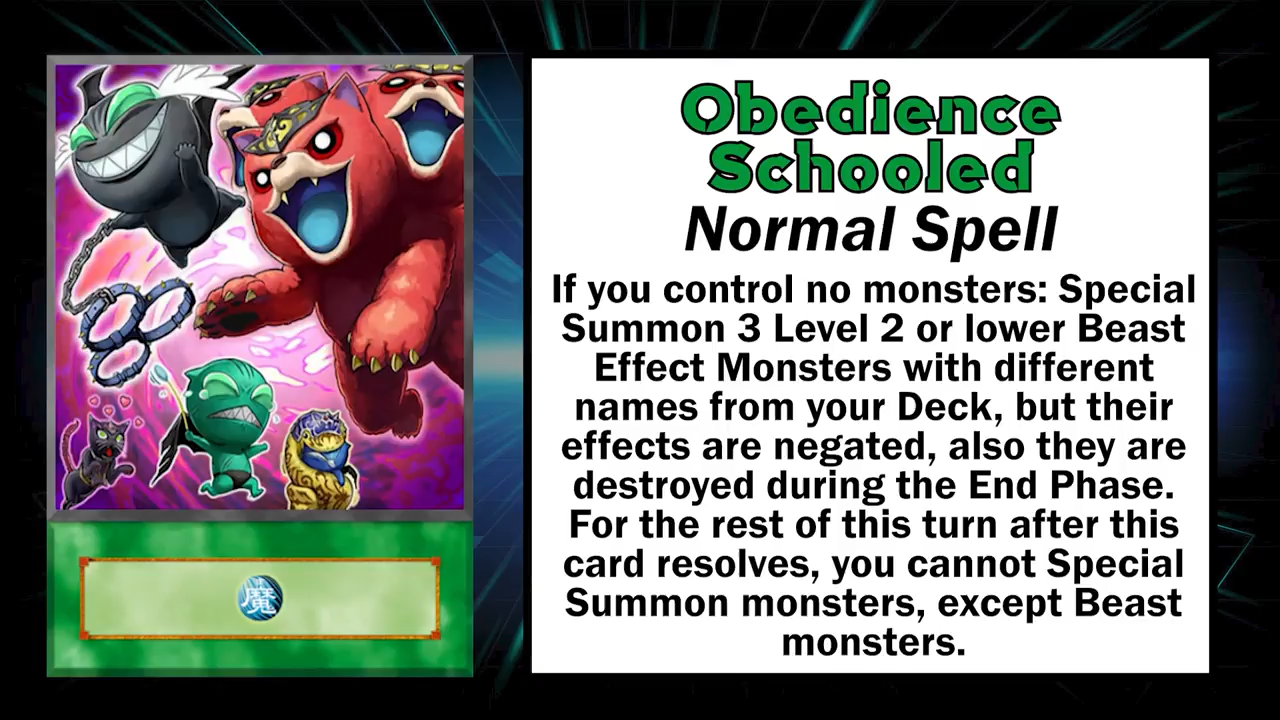 Obedience
Schooled
Normal Spell
If you control no monsters: Special
Summon 3 Level 2 or lower Beast
Effect Monsters with different
names from your Deck, but their
effects are negated, also they are
destroyed during the End Phase.
For the rest of this turn after this
card resolves, you cannot Special
Summon monsters, except Beast
monsters.
魔